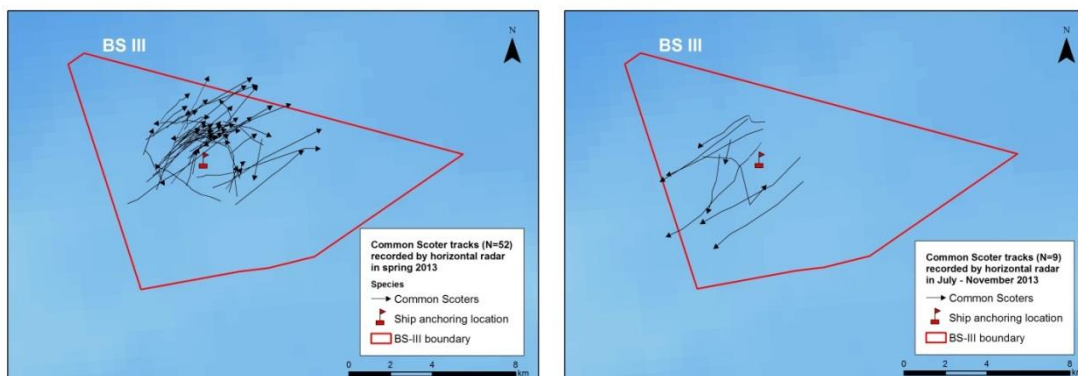 BS III
N
Common Scoter tracks (N=52)
recorded by horizontal radar
in spring 2013
Species
Common Scoters
Ship anchoring location
BS-III boundary
0 2 4 8
km
BS III
N
Common Scoter tracks (N=9)
recorded by horizontal radar
in July - November 2013
Common Scoters
Ship anchoring location
BS-III boundary
0 2 4 8
km